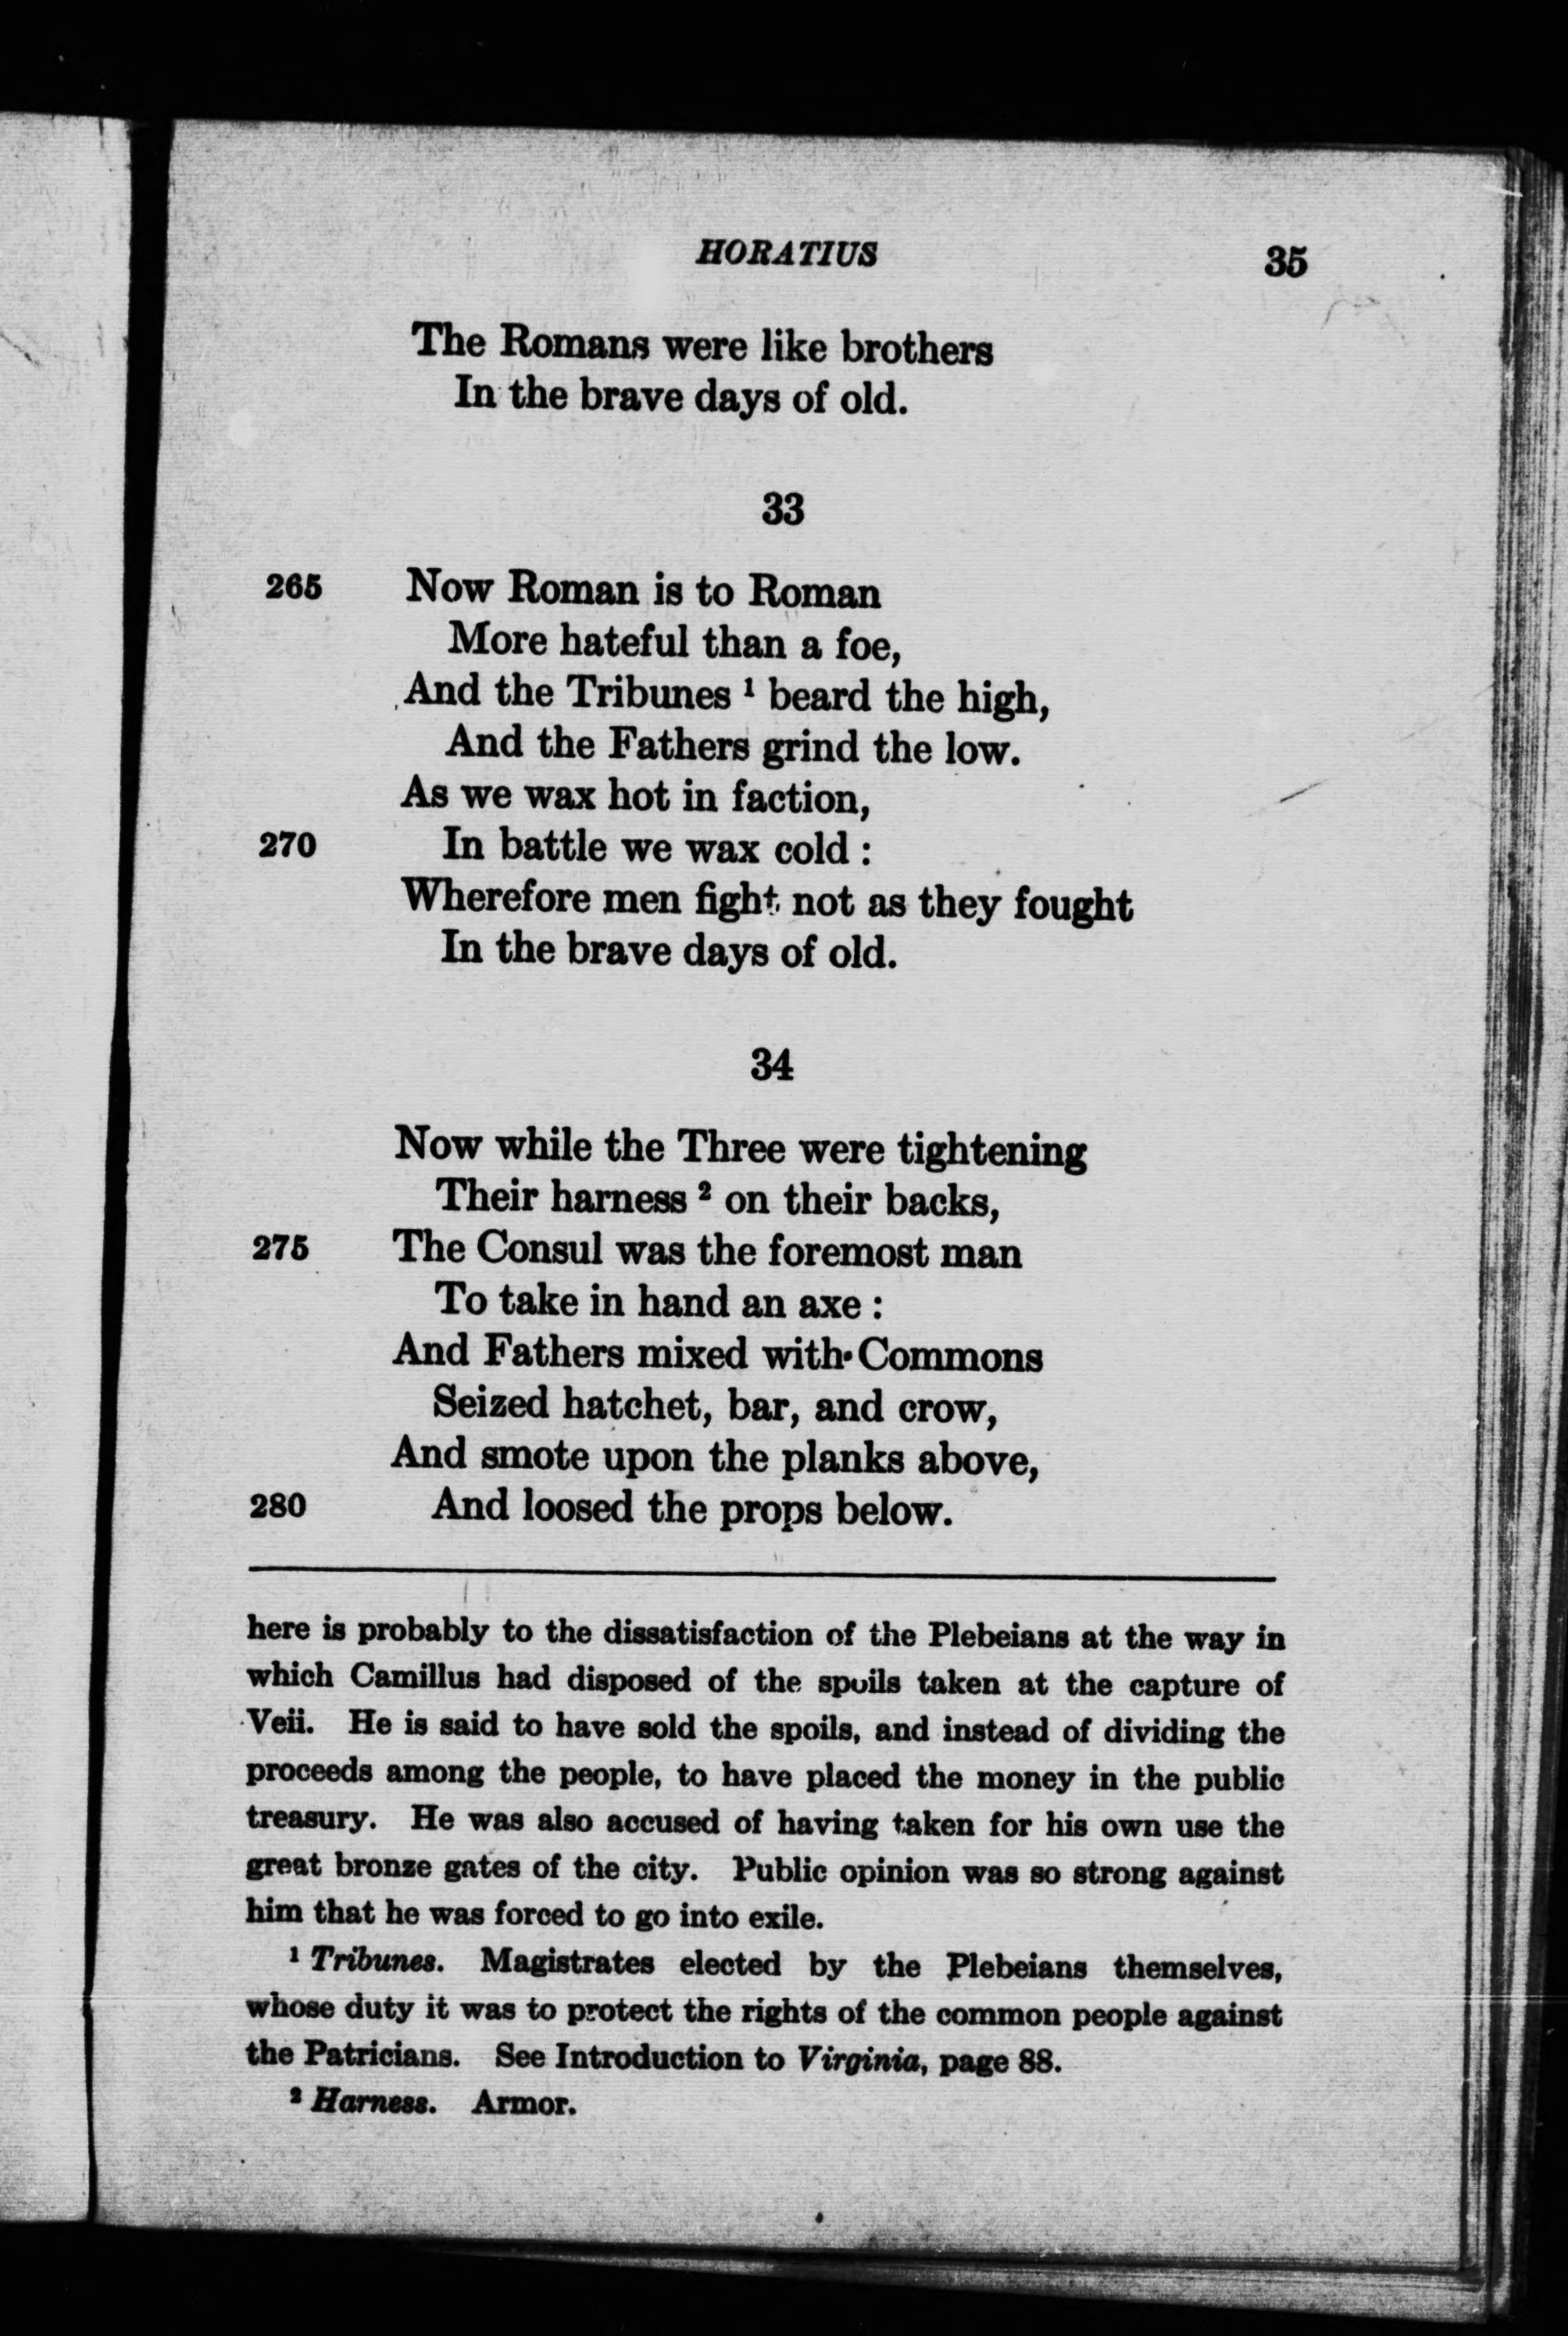 HORATIUS 35
The Romans were like brothers
In the brave days of old.
33
265 Now Roman is to Roman
More hateful than a foe,
And the Tribunes ¹ beard the high,
And the Fathers grind the low.
As we wax hot in faction,
270 In battle we wax cold :
Wherefore men fight not as they fought
In the brave days of old.
34
Now while the Three were tightening
Their harness ² on their backs,
275 The Consul was the foremost man
To take in hand an axe :
And Fathers mixed with Commons
Seized hatchet, bar, and crow,
And smote upon the planks above,
280 And loosed the props below.
here is probably to the dissatisfaction of the Plebeians at the way in
which Camillus had disposed of the spoils taken at the capture of
Veii. He is said to have sold the spoils, and instead of dividing the
proceeds among the people, to have placed the money in the public
treasury. He was also accused of having taken for his own use the
great bronze gates of the city. Public opinion was so strong against
him that he was forced to go into exile.
¹ Tribunes. Magistrates elected by the Plebeians themselves,
whose duty it was to protect the rights of the common people against
the Patricians. See Introduction to Virginia, page 88.
² Harness. Armor.